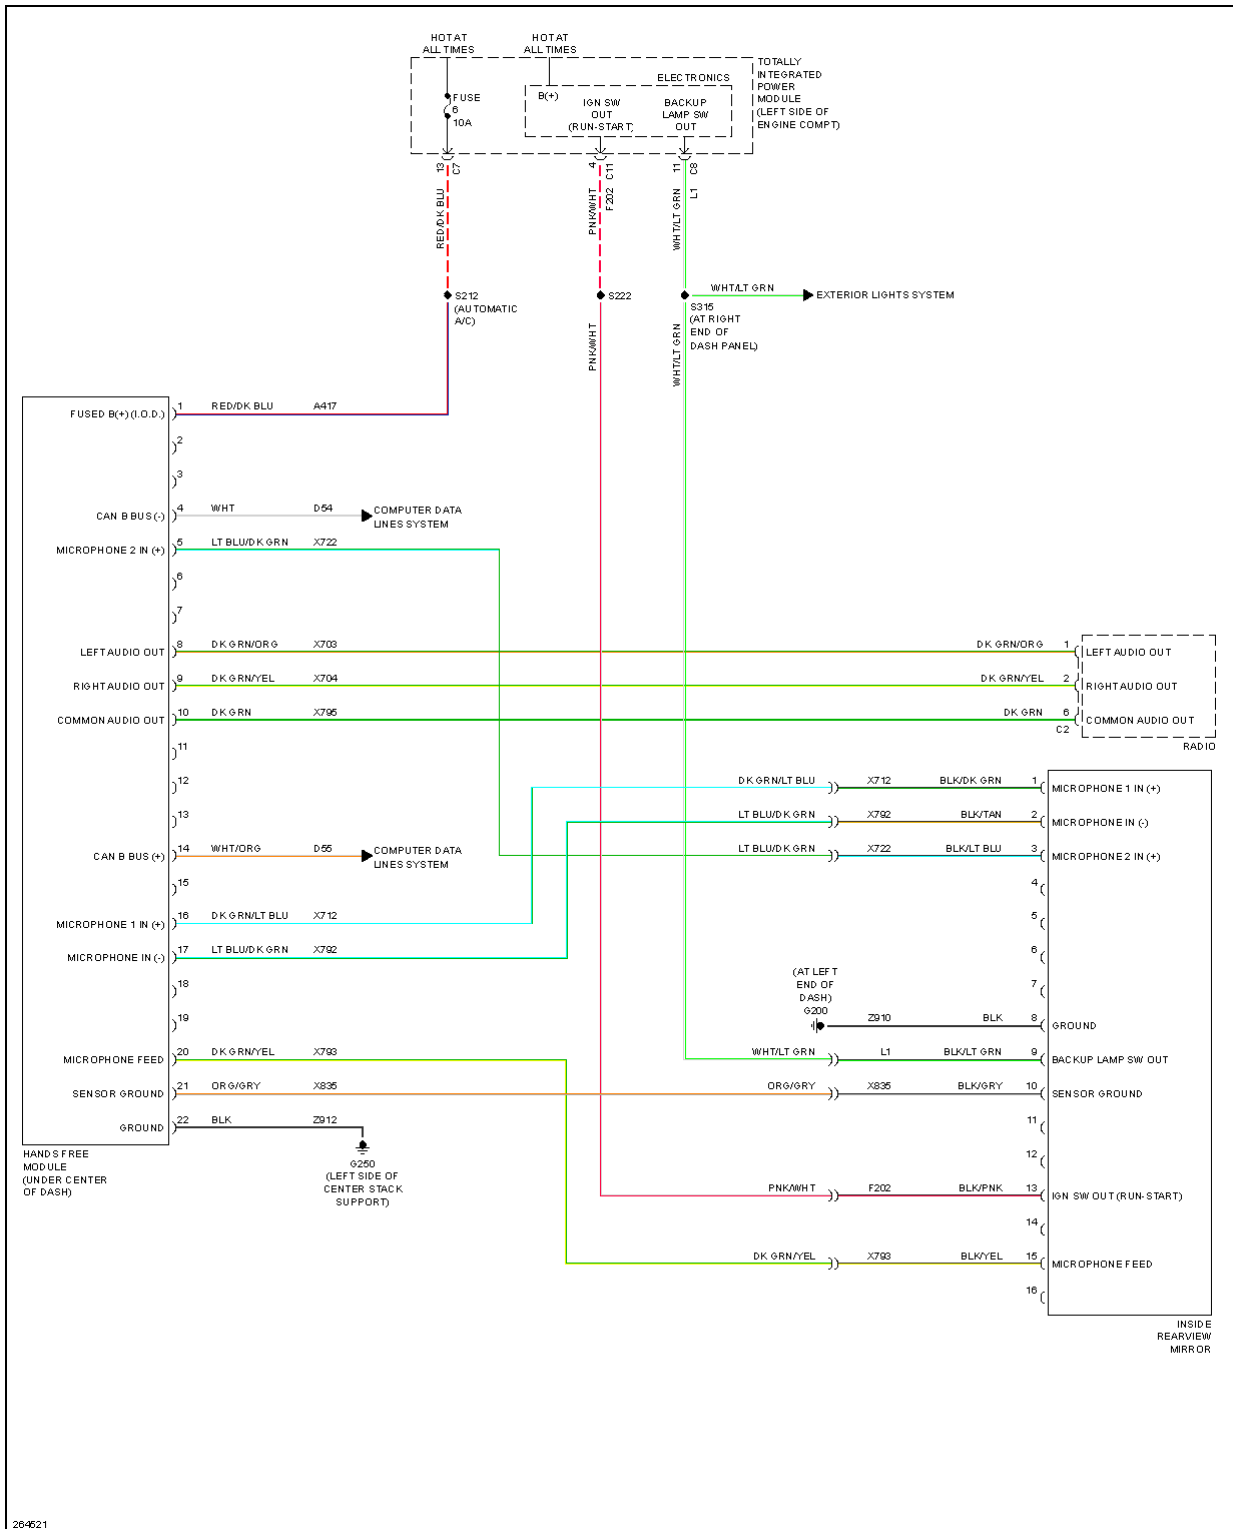 HOT AT
ALL TIMES
HOT AT
ALL TIMES
FUSE
6
10A
ELECTRONICS
B(+)
IGN SW
OUT
(RUN-START)
BACKUP
LAMP SW
OUT
TOTALLY
INTEGRATED
POWER
MODULE
(LEFT SIDE OF
ENGINE COMPT)
13
C7
4
C11
11
C8
RED/DK BLU
PNK/WHT
F202
WHT/LT GRN
L1
S212
(AUTOMATIC
A/C)
S222
WHT/LT GRN
EXTERIOR LIGHTS SYSTEM
S315
(AT RIGHT
END OF
DASH PANEL)
PNK/WHT
WHT/LT GRN
FUSED B(+) (I.O.D.)
1
RED/DK BLU
A417
2
3
CAN B BUS (-)
4
WHT
D54
COMPUTER DATA
LINES SYSTEM
MICROPHONE 2 IN (+)
5
LT BLU/DK GRN
X722
6
7
LEFT AUDIO OUT
8
DK GRN/ORG
X703
RIGHT AUDIO OUT
9
DK GRN/YEL
X704
COMMON AUDIO OUT
10
DK GRN
X795
11
12
13
CAN B BUS (+)
14
WHT/ORG
D55
COMPUTER DATA
LINES SYSTEM
15
MICROPHONE 1 IN (+)
16
DK GRN/LT BLU
X712
MICROPHONE IN (-)
17
LT BLU/DK GRN
X792
18
19
MICROPHONE FEED
20
DK GRN/YEL
X793
SENSOR GROUND
21
ORG/GRY
X835
GROUND
22
BLK
Z912
HANDS FREE
MODULE
(UNDER CENTER
OF DASH)
G250
(LEFT SIDE OF
CENTER STACK
SUPPORT)
DK GRN/ORG
1
LEFT AUDIO OUT
DK GRN/YEL
2
RIGHT AUDIO OUT
DK GRN
6
COMMON AUDIO OUT
C2
RADIO
DK GRN/LT BLU
X712
BLK/DK GRN
1
MICROPHONE 1 IN (+)
LT BLU/DK GRN
X792
BLK/TAN
2
MICROPHONE IN (-)
LT BLU/DK GRN
X722
BLK/LT BLU
3
MICROPHONE 2 IN (+)
4
5
6
7
(AT LEFT
END OF
DASH)
G200
Z910
BLK
8
GROUND
WHT/LT GRN
L1
BLK/LT GRN
9
BACKUP LAMP SW OUT
ORG/GRY
X835
BLK/GRY
10
SENSOR GROUND
11
12
PNK/WHT
F202
BLK/PNK
13
IGN SW OUT (RUN-START)
14
DK GRN/YEL
X793
BLK/YEL
15
MICROPHONE FEED
16
INSIDE
REARVIEW
MIRROR
264521